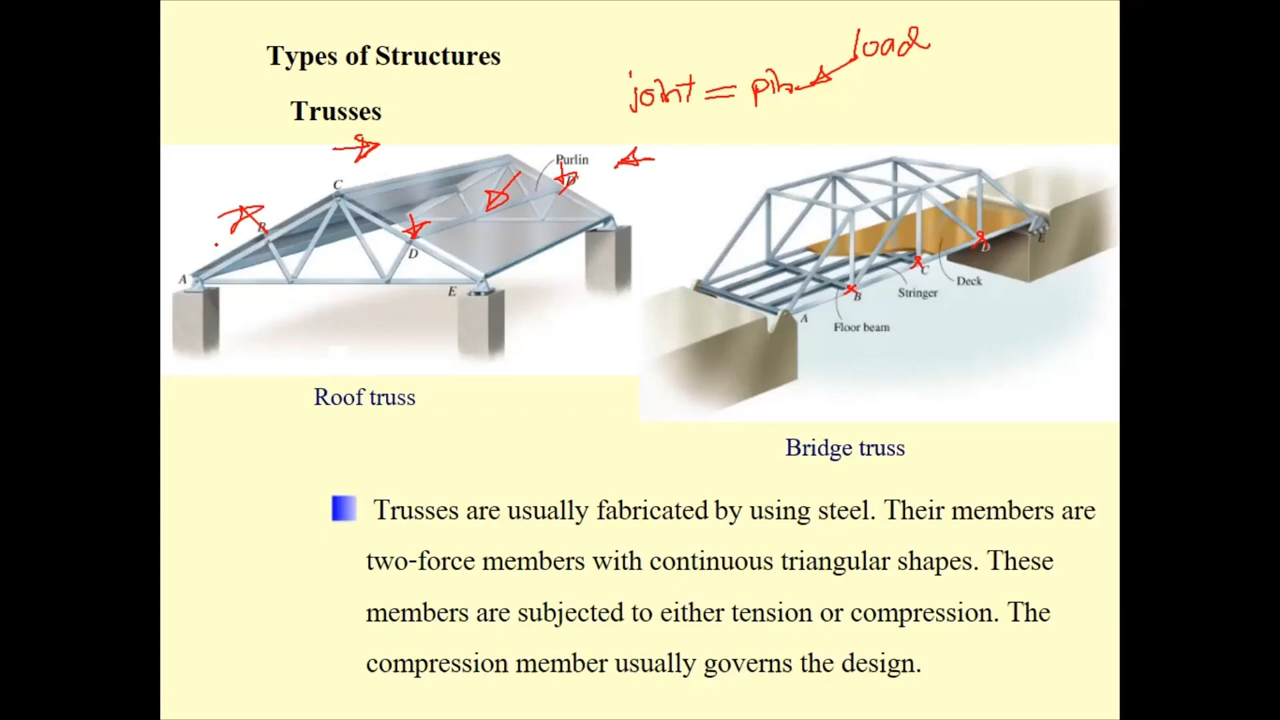 Types of Structures
load
joint = pin
Trusses
Purlin
C
D
B
D
A
E
E
D
C
B
A
Deck
Stringer
Floor beam
Roof truss
Bridge truss
Trusses are usually fabricated by using steel. Their members are
two-force members with continuous triangular shapes. These
members are subjected to either tension or compression. The
compression member usually governs the design.